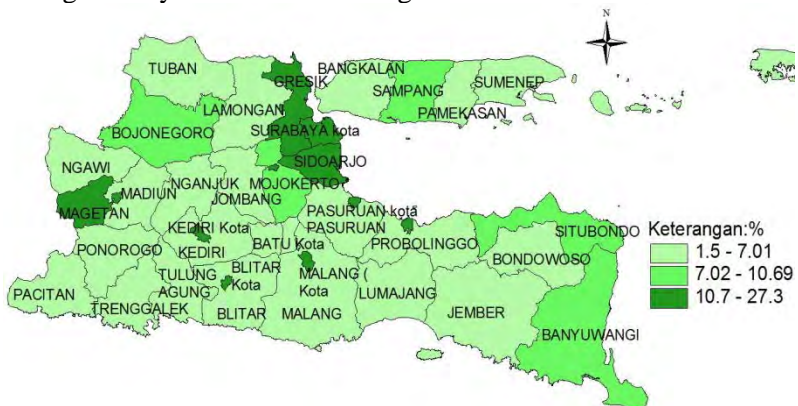 N
TUBAN
BANGKALAN
GRESIK
SUMENEP
SAMPANG
LAMONGAN
PAMEKASAN
BOJONEGORO
SURABAYA kota
NGAWI
SIDOARJO
MADIUN
NGANJUK
MOJOKERTO
JOMBANG
MAGETAN
PASURUAN kota
KEDIRI Kota
PASURUAN
SITUBONDO
Keterangan:%
PONOROGO
KEDIRI
BATU Kota
PROBOLINGGO
1.5 - 7.01
BONDOWOSO
TULUNG
AGUNG
BLITAR
Kota
MALANG (
Kota
7.02 - 10.69
PACITAN
LUMAJANG
10.7 - 27.3
TRENGGALEK
BLITAR
MALANG
JEMBER
BANYUWANGI